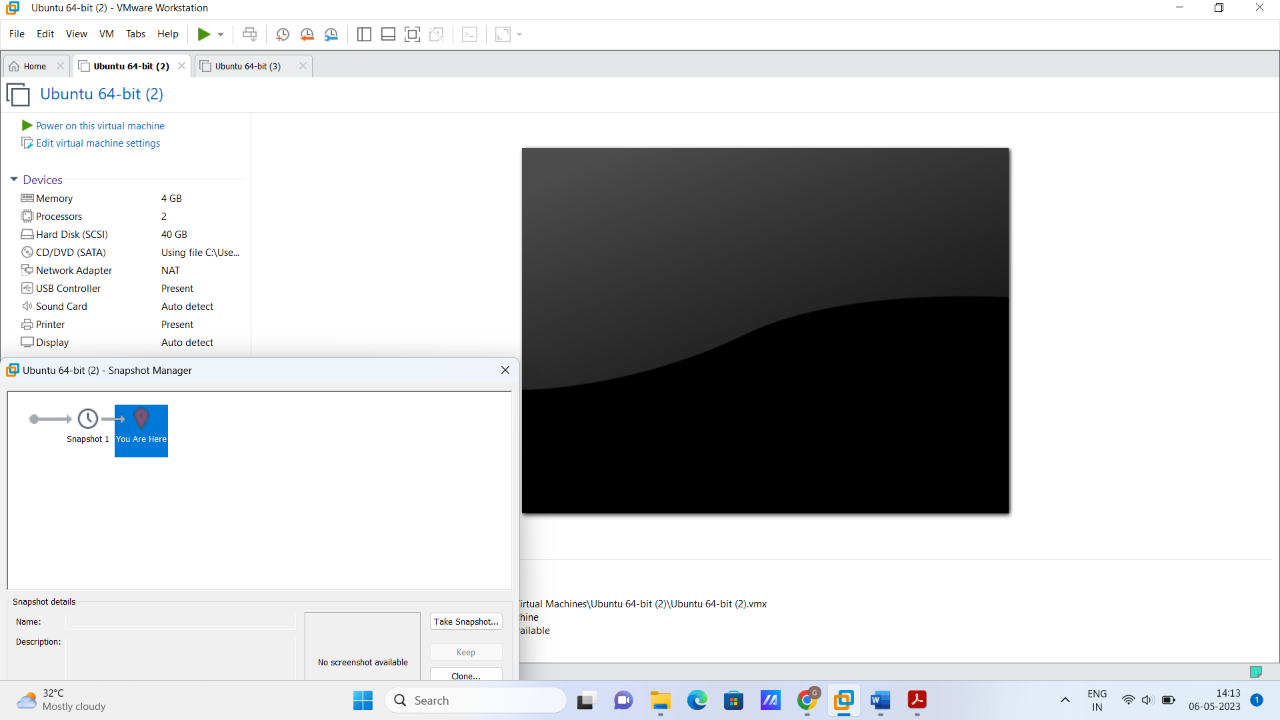 Ubuntu 64-bit (2) - VMware Workstation
File Edit View VM Tabs Help
Home Ubuntu 64-bit (2) Ubuntu 64-bit (3)
Ubuntu 64-bit (2)
Power on this virtual machine
Edit virtual machine settings
Devices
Memory 4 GB
Processors 2
Hard Disk (SCSI) 40 GB
CD/DVD (SATA) Using file C:\Use...
Network Adapter NAT
USB Controller Present
Sound Card Auto detect
Printer Present
Display Auto detect
Ubuntu 64-bit (2) - Snapshot Manager
Snapshot 1 You Are Here
Snapshot details
Name:
Description:
No screenshot available
Take Snapshot...
Keep
Clone...
irtual Machines\Ubuntu 64-bit (2)\Ubuntu 64-bit (2).vmx
hine
ailable
32°C
Mostly cloudy
Search
G
ENG
IN
14:13
06-05-2023
1